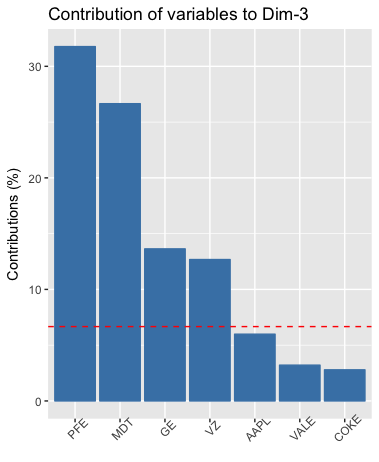 Contribution of variables to Dim-3
Contributions (%)
30
20
10
0
PFE
MDT
GE
VZ
AAPL
VALE
COKE